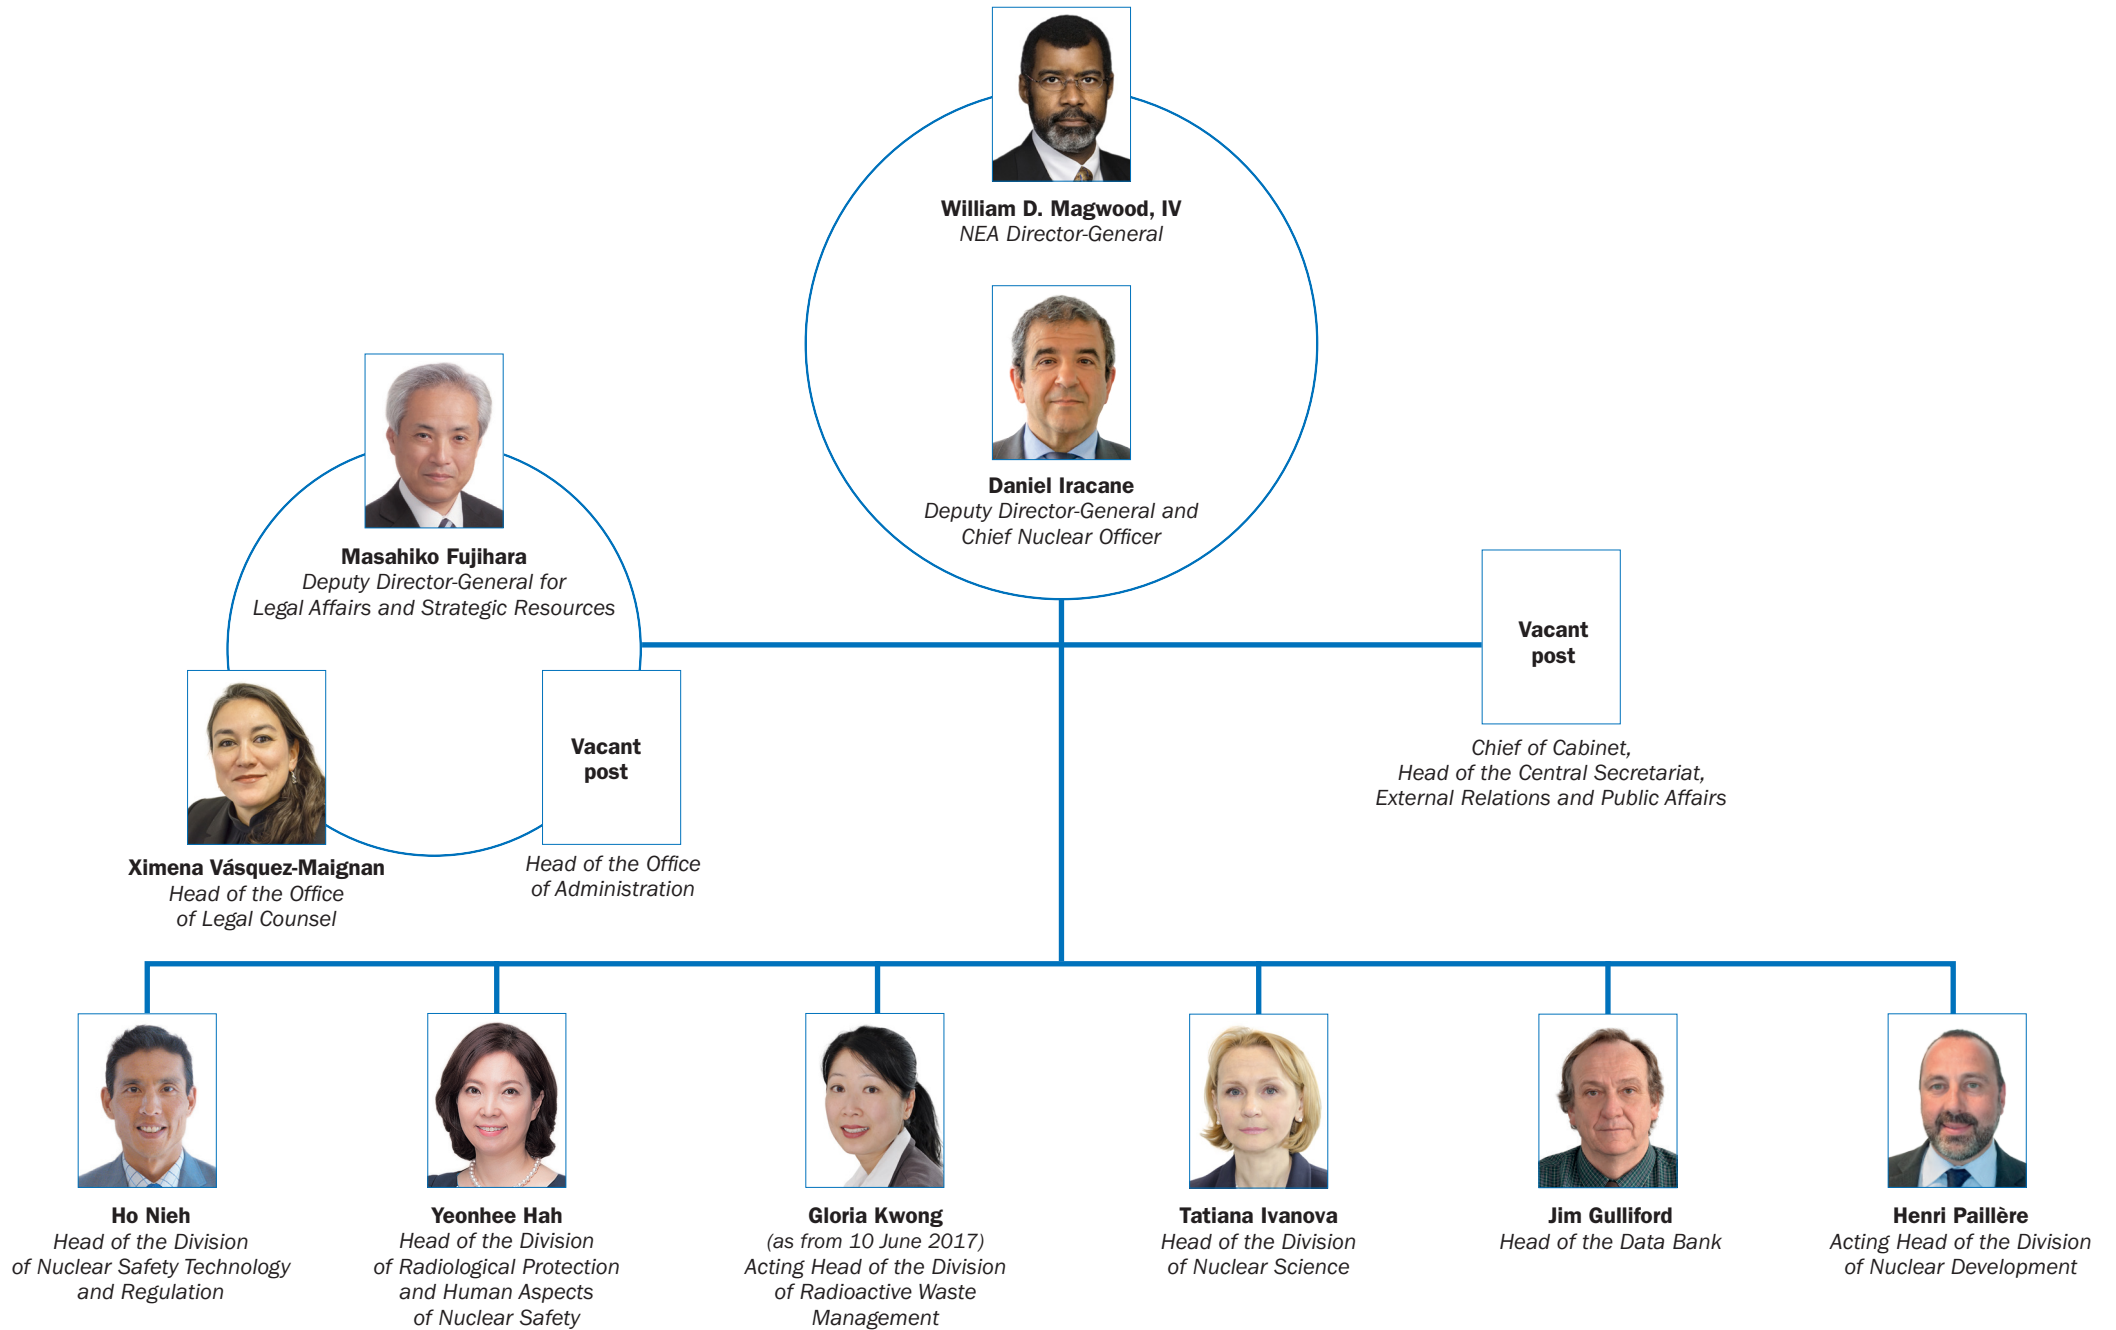 William D. Magwood, IV
NEA Director-General
Daniel Iracane
Deputy Director-General and
Chief Nuclear Officer
Masahiko Fujihara
Deputy Director-General for
Legal Affairs and Strategic Resources
Vacant
post
Chief of Cabinet,
Head of the Central Secretariat,
External Relations and Public Affairs
Ximena Vásquez-Maignan
Head of the Office
of Legal Counsel
Vacant
post
Head of the Office
of Administration
Ho Nieh
Head of the Division
of Nuclear Safety Technology
and Regulation
Yeonhee Hah
Head of the Division
of Radiological Protection
and Human Aspects
of Nuclear Safety
Gloria Kwong
(as from 10 June 2017)
Acting Head of the Division
of Radioactive Waste
Management
Tatiana Ivanova
Head of the Division
of Nuclear Science
Jim Gulliford
Head of the Data Bank
Henri Paillère
Acting Head of the Division
of Nuclear Development